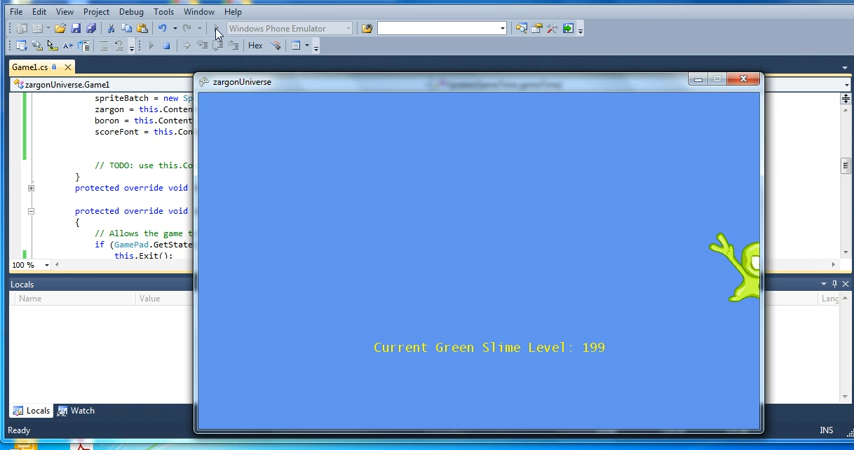 File Edit View Project Debug Tools Window Help
Windows Phone Emulator
Hex
Game1.cs
zargonUniverse.Game1
zargonUniverse
spriteBatch = new Sp
zargon = this.Content
boron = this.Content
scoreFont = this.Con
// TODO: use this.Co
}
protected override void
protected override void
{
// Allows the game t
if (GamePad.GetState
this.Exit();
100 %
Current Green Slime Level: 199
Locals
Name Value Lang
Locals Watch
Ready INS